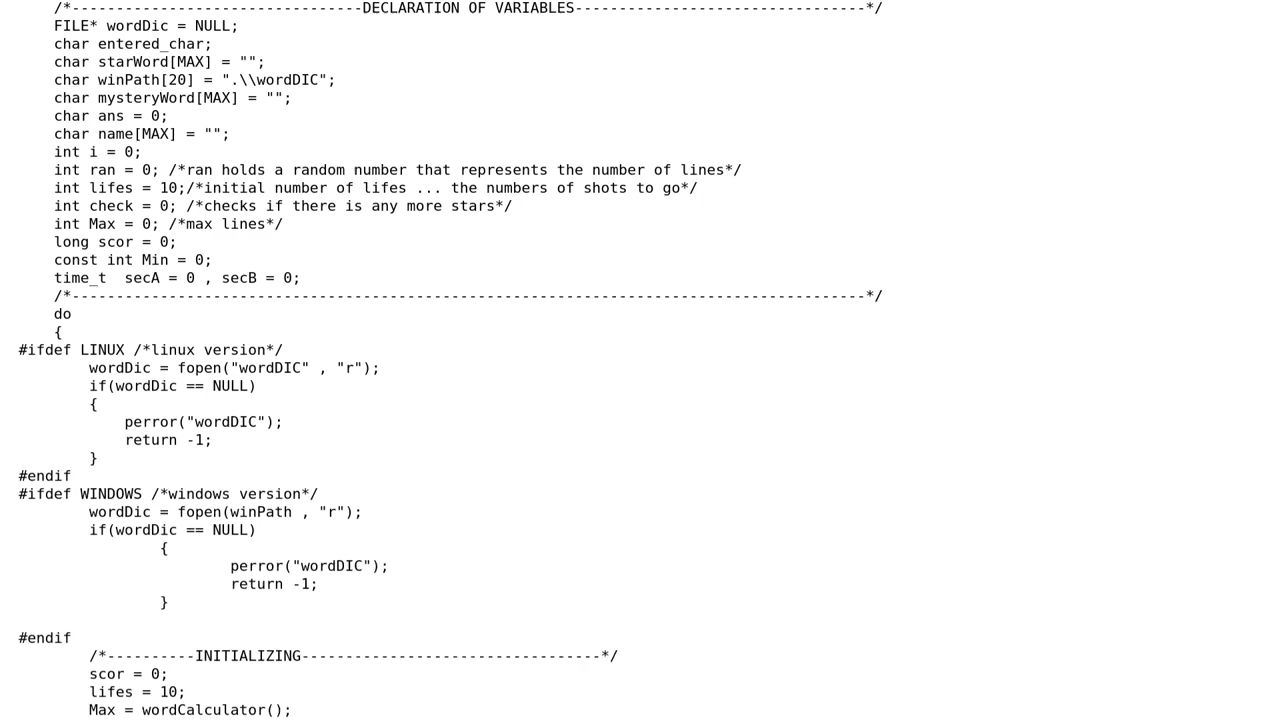 /*---------------------------------DECLARATION OF VARIABLES---------------------------------*/
FILE* wordDic = NULL;
char entered_char;
char starWord[MAX] = "";
char winPath[20] = ".\\wordDIC";
char mysteryWord[MAX] = "";
char ans = 0;
char name[MAX] = "";
int i = 0;
int ran = 0; /*ran holds a random number that represents the number of lines*/
int lifes = 10;/*initial number of lifes ... the numbers of shots to go*/
int check = 0; /*checks if there is any more stars*/
int Max = 0; /*max lines*/
long scor = 0;
const int Min = 0;
time_t  secA = 0 , secB = 0;
/*------------------------------------------------------------------------------------------*/
do
{
#ifdef LINUX /*linux version*/
wordDic = fopen("wordDIC" , "r");
if(wordDic == NULL)
{
perror("wordDIC");
return -1;
}
#endif
#ifdef WINDOWS /*windows version*/
wordDic = fopen(winPath , "r");
if(wordDic == NULL)
{
perror("wordDIC");
return -1;
}
#endif
/*----------INITIALIZING----------------------------------*/
scor = 0;
lifes = 10;
Max = wordCalculator();